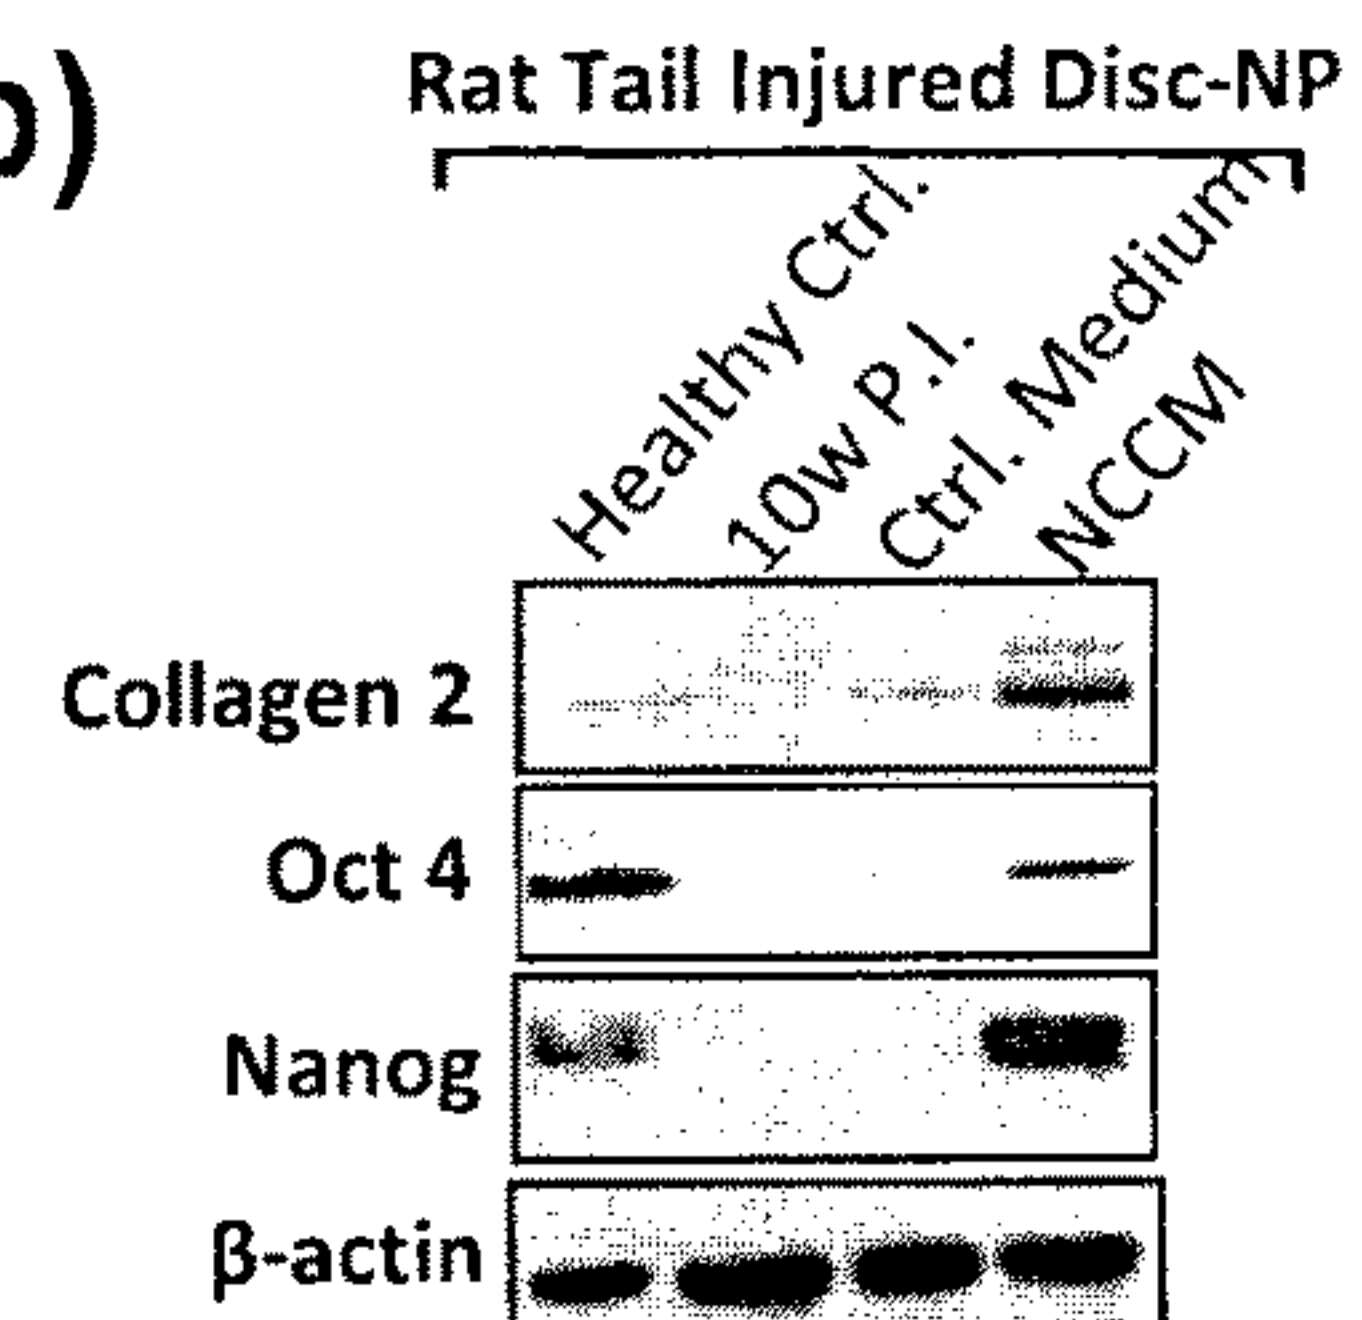 b)
Rat Tail Injured Disc-NP
Healthy Ctrl.
10w P.I.
Ctrl. Medium
NCCM
Collagen 2
Oct 4
Nanog
β-actin